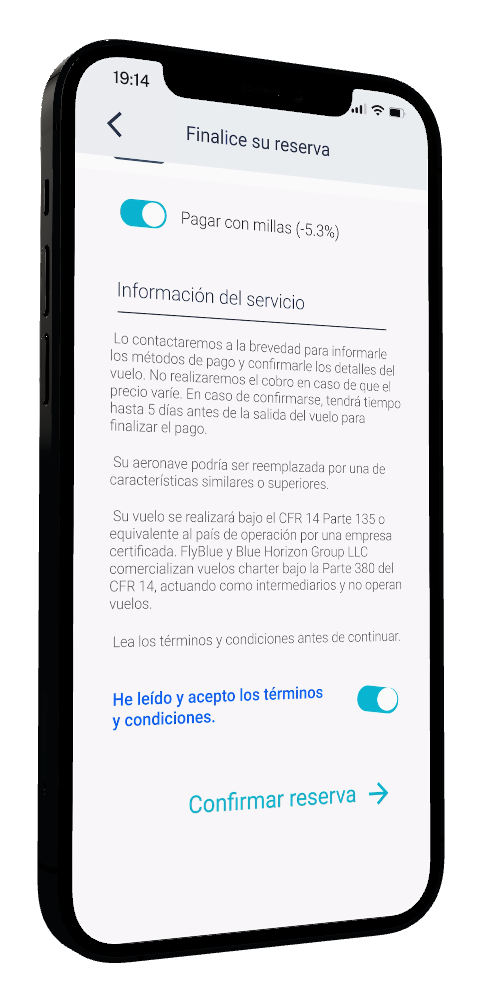 19:14
Finalice su reserva
Pagar con millas (-5.3%)
Información del servicio
Lo contactaremos a la brevedad para informarle
los métodos de pago y confirmarle los detalles del
vuelo. No realizaremos el cobro en caso de que el
precio varíe. En caso de confirmarse, tendrá tiempo
hasta 5 días antes de la salida del vuelo para
finalizar el pago.
Su aeronave podría ser reemplazada por una de
características similares o superiores.
Su vuelo se realizará bajo el CFR 14 Parte 135 o
equivalente al país de operación por una empresa
certificada. FlyBlue y Blue Horizon Group LLC
comercializan vuelos charter bajo la Parte 380 del
CFR 14, actuando como intermediarios y no operan
vuelos.
Lea los términos y condiciones antes de continuar.
He leído y acepto los términos
y condiciones.
Confirmar reserva